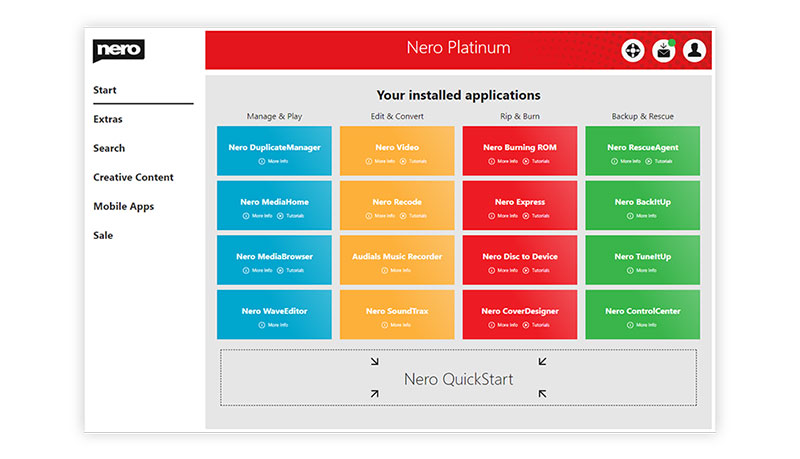 nero
Nero Platinum
Start
Extras
Search
Creative Content
Mobile Apps
Sale
Your installed applications
Manage & Play
Edit & Convert
Rip & Burn
Backup & Rescue
Nero DuplicateManager
More Info
Nero Video
More Info Tutorials
Nero Burning ROM
More Info Tutorials
Nero RescueAgent
More Info Tutorials
Nero MediaHome
More Info Tutorials
Nero Recode
More Info Tutorials
Nero Express
More Info Tutorials
Nero BackItUp
More Info
Nero MediaBrowser
More Info Tutorials
Audials Music Recorder
More Info
Nero Disc to Device
More Info Tutorials
Nero TuneItUp
More Info
Nero WaveEditor
More Info
Nero SoundTrax
More Info
Nero CoverDesigner
More Info Tutorials
Nero ControlCenter
More Info
Nero QuickStart